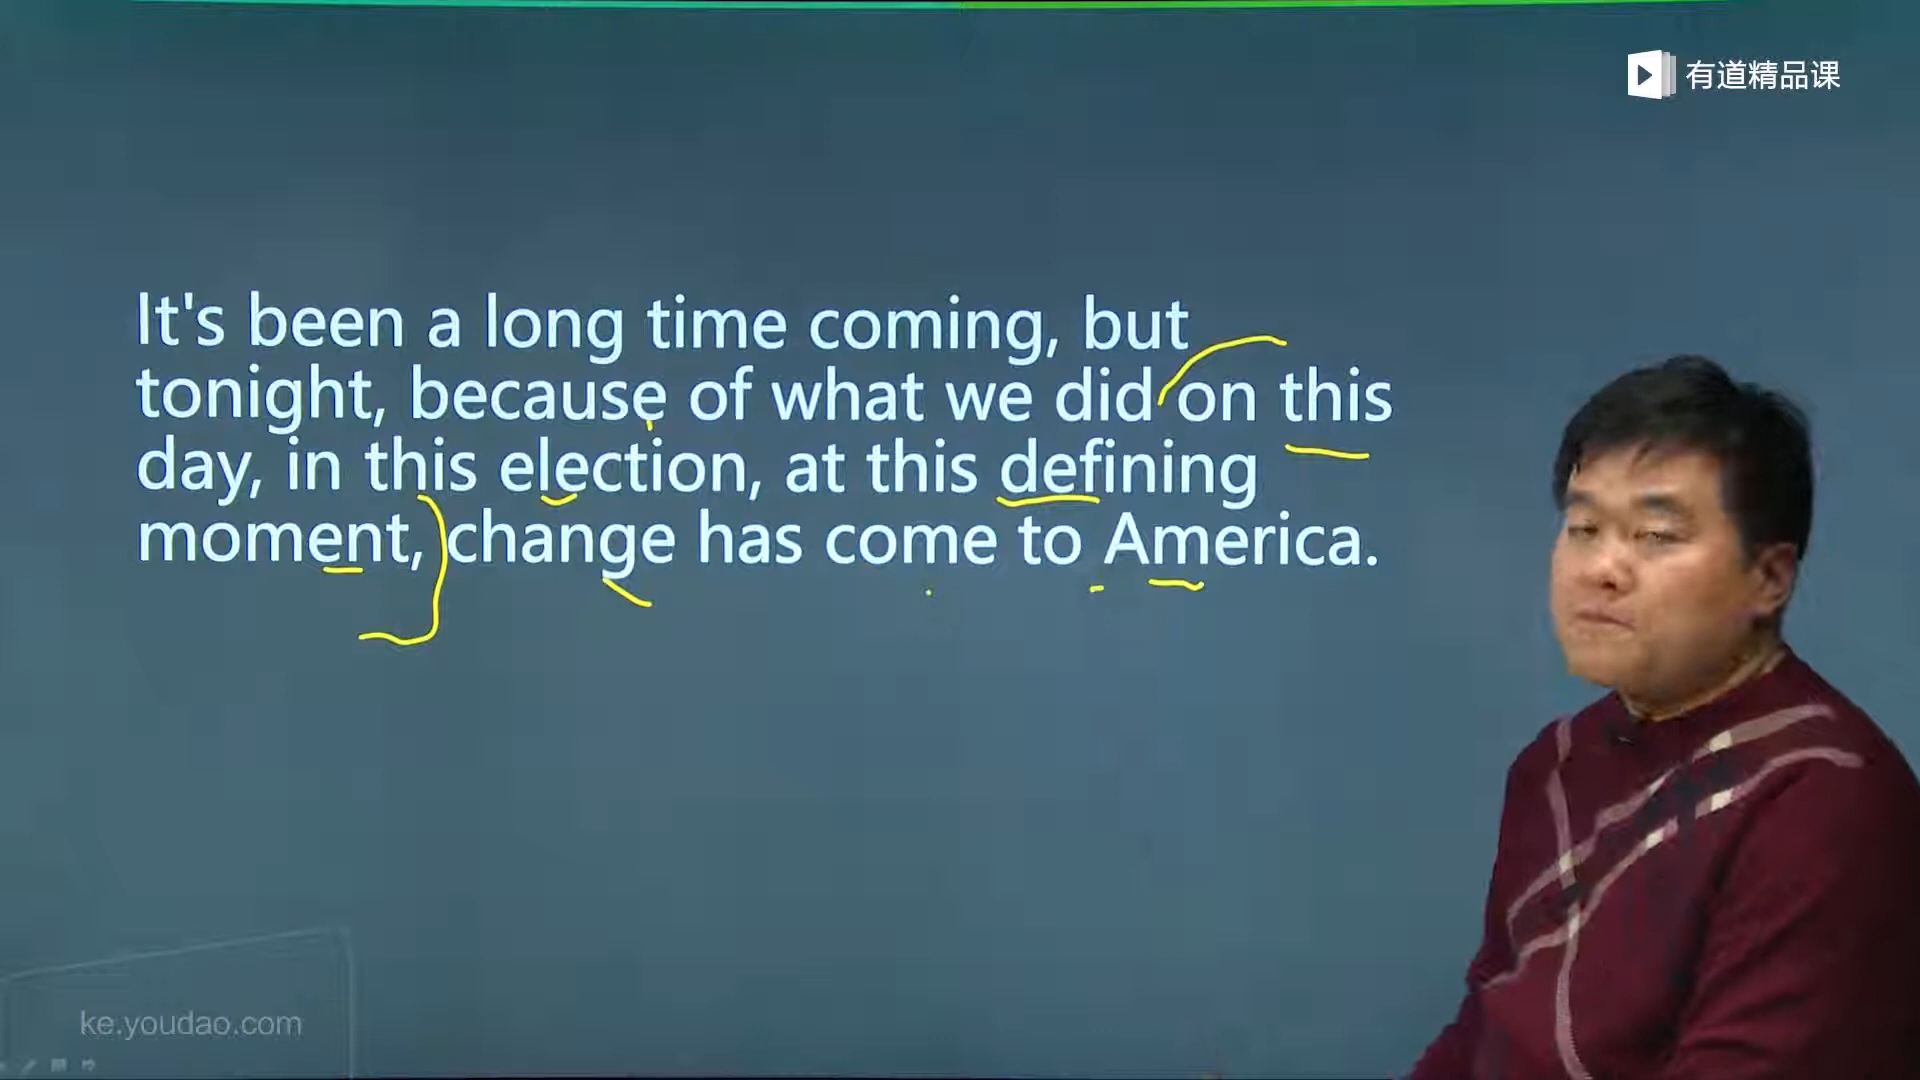 有道精品课
It's been a long time coming, but
tonight, because of what we did on this
day, in this election, at this defining
moment, change has come to America.
ke.youdao.com